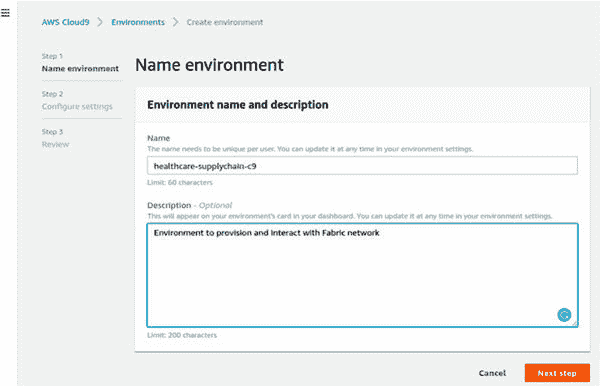 AWS Cloud9 > Environments > Create environment
Step 1
Name environment
Step 2
Configure settings
Step 3
Review
Name environment
Environment name and description
Name
The name needs to be unique per user. You can update it at any time in your environment settings.
healthcare-supplychain-c9
Limit: 60 characters
Description - Optional
This will appear on your environment's card in your dashboard. You can update it at any time in your environment settings.
Environment to provision and interact with Fabric network
Limit: 200 characters
Cancel
Next step